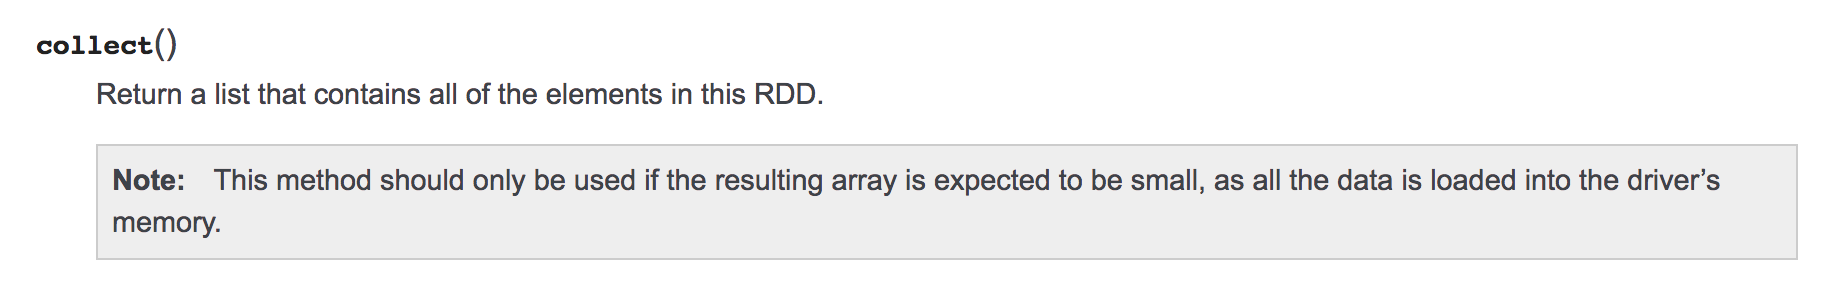 collect()
Return a list that contains all of the elements in this RDD.
Note: This method should only be used if the resulting array is expected to be small, as all the data is loaded into the driver’s
memory.